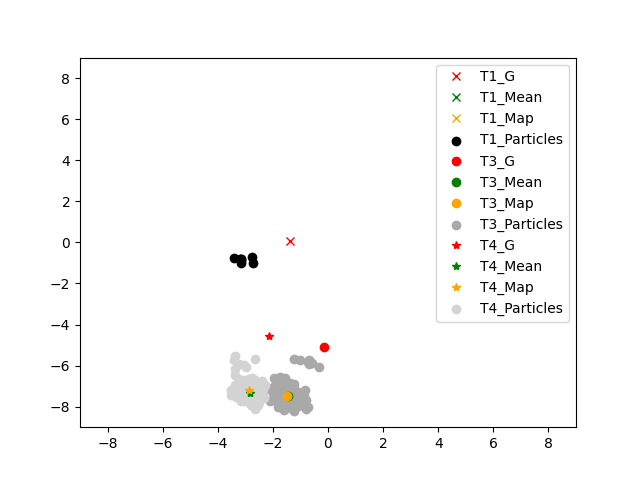 8
6
4
2
0
−2
−4
−6
−8
−8
−6
−4
−2
0
2
4
6
8
T1_G
T1_Mean
T1_Map
T1_Particles
T3_G
T3_Mean
T3_Map
T3_Particles
T4_G
T4_Mean
T4_Map
T4_Particles